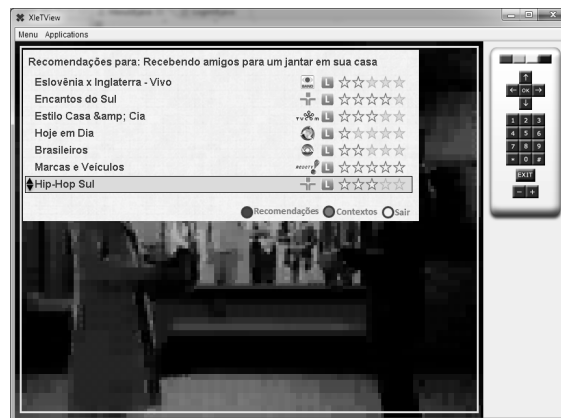 XleTView
Menu Applications
Recomendações para: Recebendo amigos para um jantar em sua casa
Eslovênia x Inglaterra - Vivo BAND L
Encantos do Sul L
Estilo Casa &amp; Cia L
Hoje em Dia L
Brasileiros L
Marcas e Veículos L
Hip-Hop Sul L
Recomendações Contextos Sair
OK
1 2 3
4 5 6
7 8 9
* 0 #
EXIT
- +